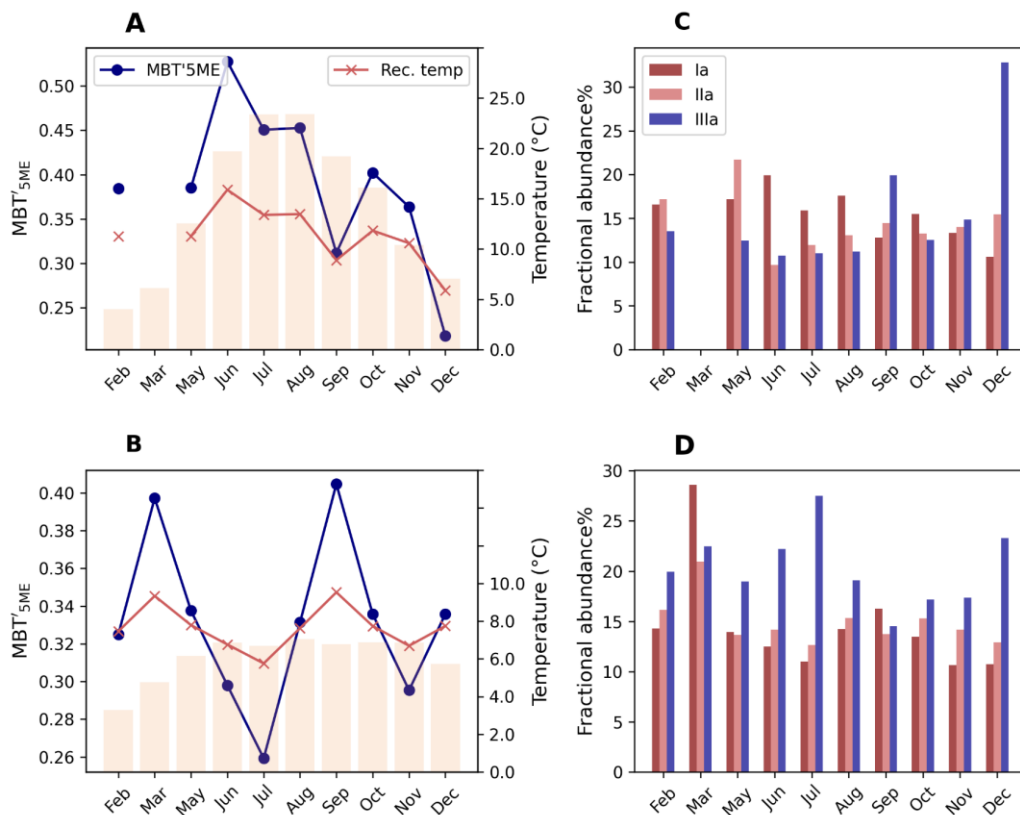 A
MBT'5ME
Rec. temp
MBT′5ME
0.50
0.45
0.40
0.35
0.30
0.25
25.0
20.0
15.0
10.0
5.0
0.0
Temperature (°C)
Feb Mar May Jun Jul Aug Sep Oct Nov Dec
C
Ia
IIa
IIIa
Fractional abundance%
30
25
20
15
10
5
0
Feb Mar May Jun Jul Aug Sep Oct Nov Dec
B
MBT′5ME
0.40
0.38
0.36
0.34
0.32
0.30
0.28
0.26
10.0
8.0
6.0
4.0
2.0
0.0
Temperature (°C)
Feb Mar May Jun Jul Aug Sep Oct Nov Dec
D
Fractional abundance%
30
25
20
15
10
5
0
Feb Mar May Jun Jul Aug Sep Oct Nov Dec